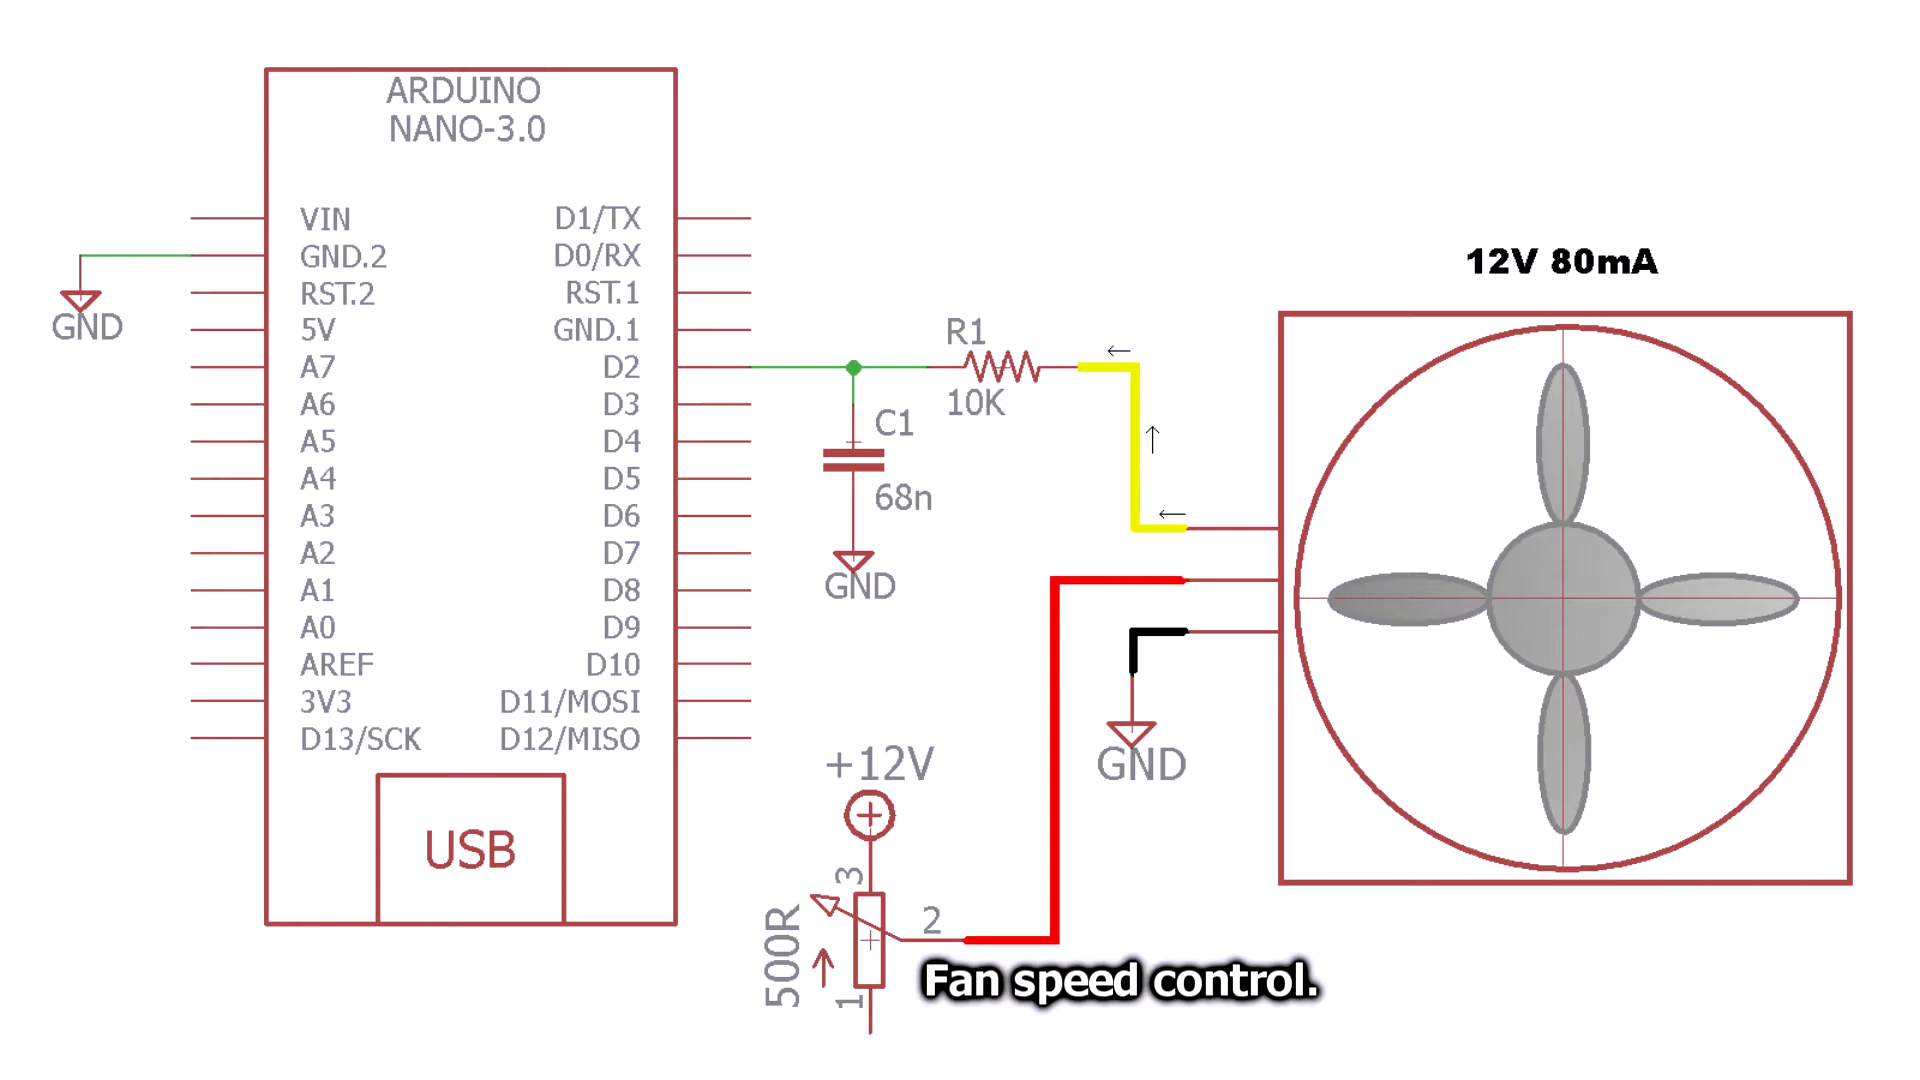 ARDUINO
NANO-3.0
VIN
GND.2
RST.2
5V
A7
A6
A5
A4
A3
A2
A1
A0
AREF
3V3
D13/SCK
D1/TX
D0/RX
RST.1
GND.1
D2
D3
D4
D5
D6
D7
D8
D9
D10
D11/MOSI
D12/MISO
USB
GND
R1
10K
C1
68n
GND
12V 80mA
GND
+12V
3
2
1
500R
Fan speed control.